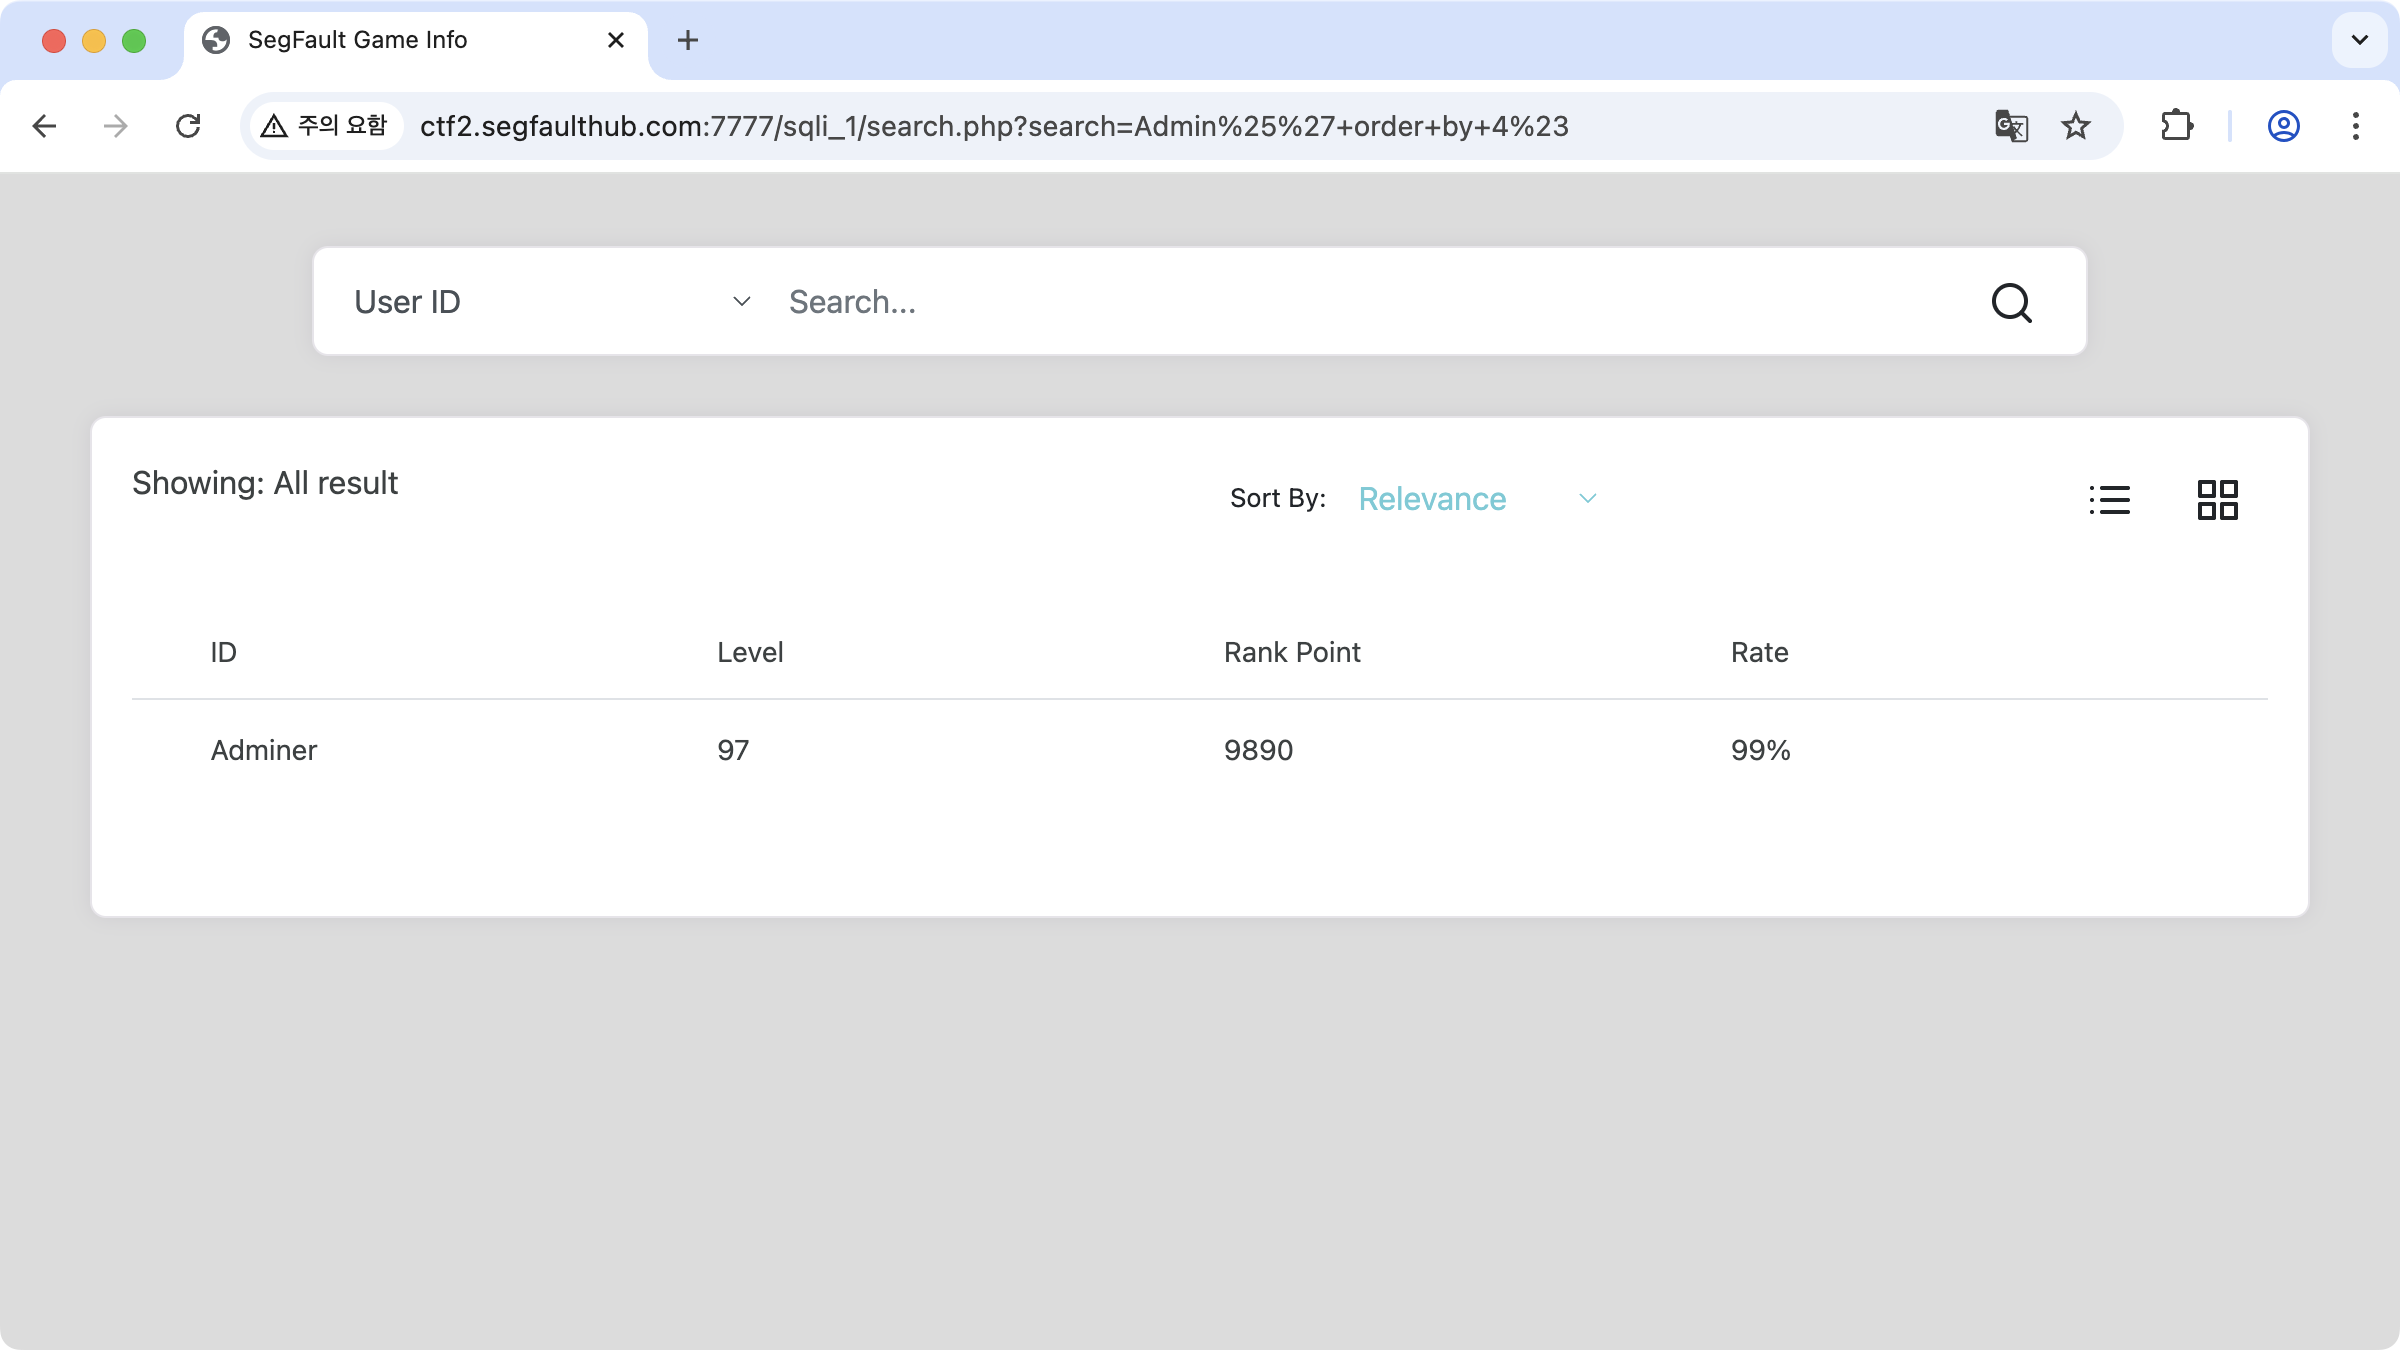 SegFault Game Info
주의 요함
ctf2.segfaulthub.com:7777/sqli_1/search.php?search=Admin%25%27+order+by+4%23
User ID
Search...
Showing: All result
Sort By: Relevance
ID Level Rank Point Rate
Adminer 97 9890 99%